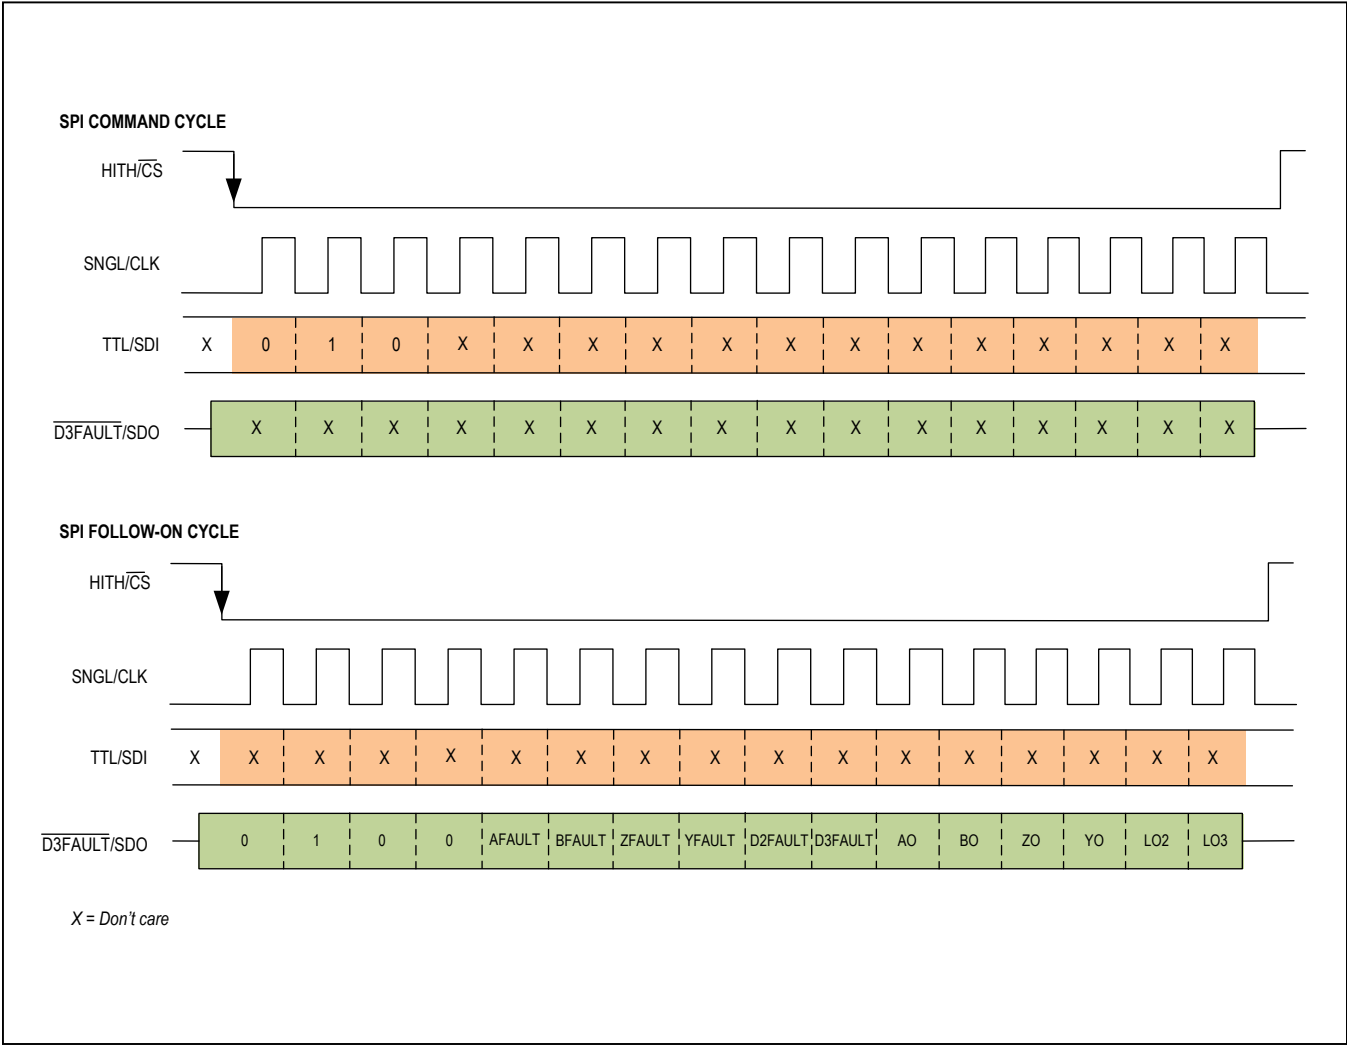 SPI COMMAND CYCLE
HITH/CS
SNGL/CLK
TTL/SDI X 0 1 0 X X X X X X X X X X X X X
D3FAULT/SDO X X X X X X X X X X X X X X X X
SPI FOLLOW-ON CYCLE
HITH/CS
SNGL/CLK
TTL/SDI X X X X X X X X X X X X X X X X X
D3FAULT/SDO 0 1 0 0 AFAULT BFAULT ZFAULT YFAULT D2FAULT D3FAULT AO BO ZO YO LO2 LO3
X = Don't care